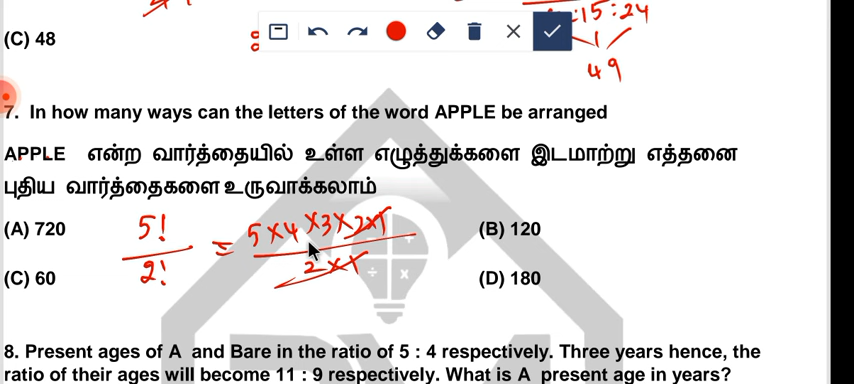 :15:24
(C) 48
1
49
7. In how many ways can the letters of the word APPLE be arranged
APPLE என்ற வார்த்தையில் உள்ள எழுத்துக்களை இடமாற்று எத்தனை
புதிய வார்த்தைகளை உருவாக்கலாம்
(A) 720 5!/2! = 5×4×3×2×1/2×1 (B) 120
(C) 60 (D) 180
8. Present ages of A and Bare in the ratio of 5 : 4 respectively. Three years hence, the
ratio of their ages will become 11 : 9 respectively. What is A present age in years?